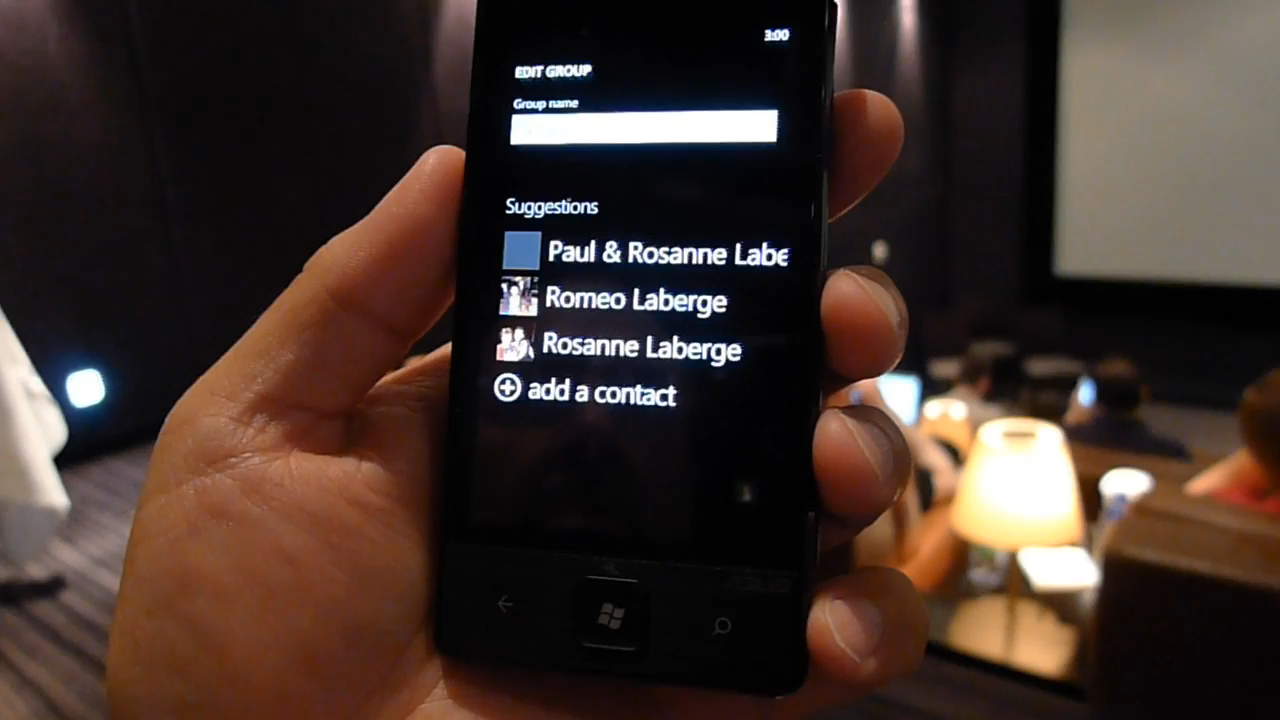 3:00
EDIT GROUP
Group name
Suggestions
Paul & Rosanne Labe
Romeo Laberge
Rosanne Laberge
add a contact